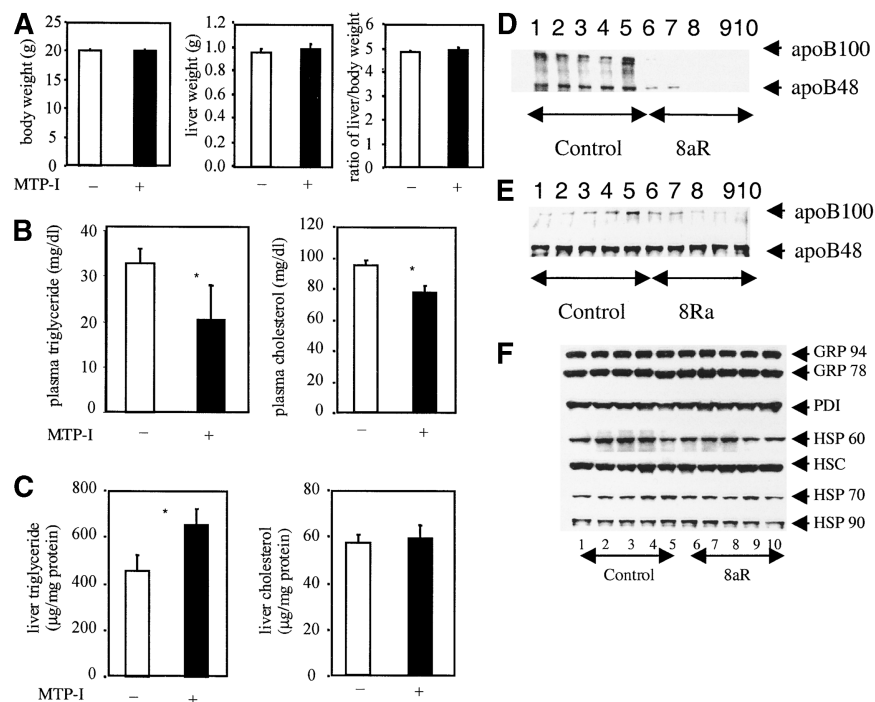 A
body weight (g)
25
20
15
10
5
0
MTP-I
− +
liver weight (g)
1.2
1.0
0.8
0.6
0.4
0.2
0.0
− +
ratio of liver/body weight
6
5
4
3
2
1
0
− +
B
plasma triglyceride (mg/dl)
40
30
20
10
0
*
MTP-I
− +
plasma cholesterol (mg/dl)
120
100
80
60
40
20
0
*
− +
C
liver triglyceride
(µg/mg protein)
800
600
400
200
0
*
MTP-I
− +
liver cholesterol
(µg/mg protein)
80
60
40
20
0
− +
D
1 2 3 4 5 6 7 8 9 10
apoB100
apoB48
Control 8aR
E
1 2 3 4 5 6 7 8 9 10
apoB100
apoB48
Control 8Ra
F
GRP 94
GRP 78
PDI
HSP 60
HSC
HSP 70
HSP 90
1 2 3 4 5 6 7 8 9 10
Control 8aR